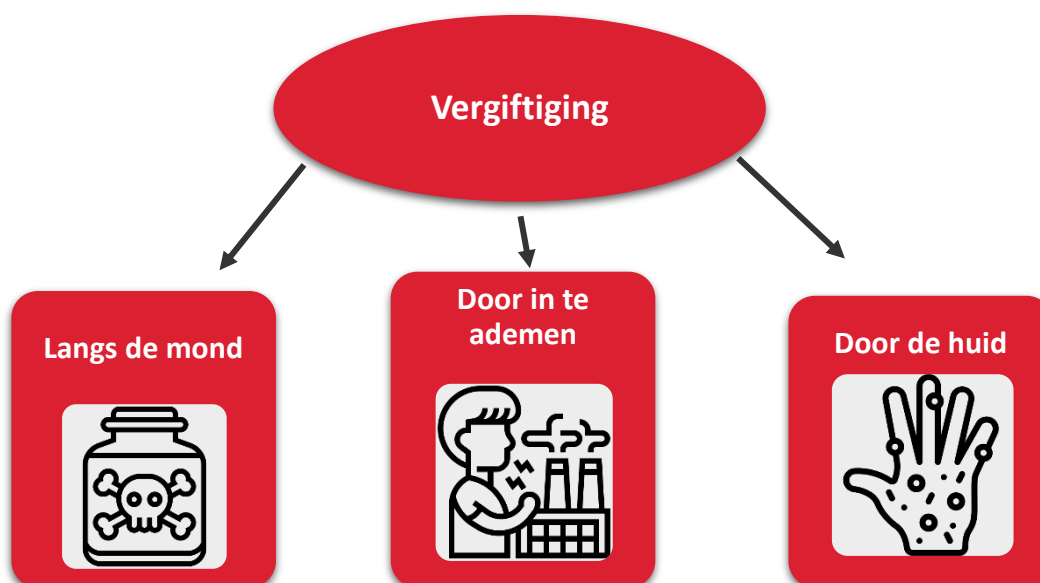 Vergiftiging
Langs de mond
Door in te
ademen
Door de huid